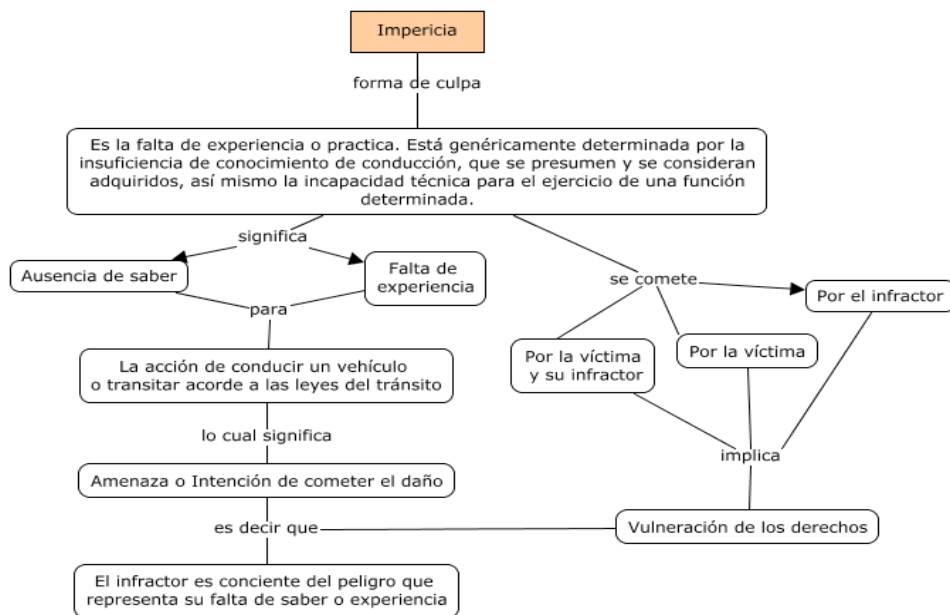 Impericia
forma de culpa
Es la falta de experiencia o practica. Está genéricamente determinada por la
insuficiencia de conocimiento de conducción, que se presumen y se consideran
adquiridos, así mismo la incapacidad técnica para el ejercicio de una función
determinada.
significa
Ausencia de saber
Falta de
experiencia
para
La acción de conducir un vehículo
o transitar acorde a las leyes del tránsito
lo cual significa
Amenaza o Intención de cometer el daño
es decir que
El infractor es conciente del peligro que
representa su falta de saber o experiencia
se comete
Por el infractor
Por la víctima
y su infractor
Por la víctima
implica
Vulneración de los derechos